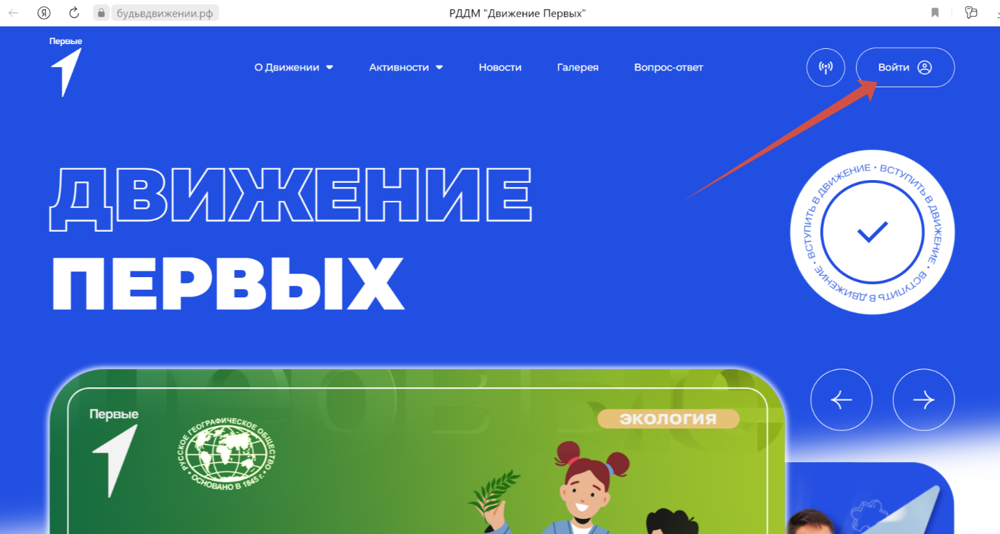 будьвдвижении.рф
РДДМ "Движение Первых"
Первые
О Движении
Активности
Новости
Галерея
Вопрос-ответ
Войти
ДВИЖЕНИЕ
ПЕРВЫХ
ВСТУПИТЬ В ДВИЖЕНИЕ • ВСТУПИТЬ В ДВИЖЕНИЕ • ВСТУПИТЬ В ДВИЖЕНИЕ •
Первые
РУССКОЕ ГЕОГРАФИЧЕСКОЕ ОБЩЕСТВО
• ОСНОВАНО В 1845 г. •
ЭКОЛОГИЯ